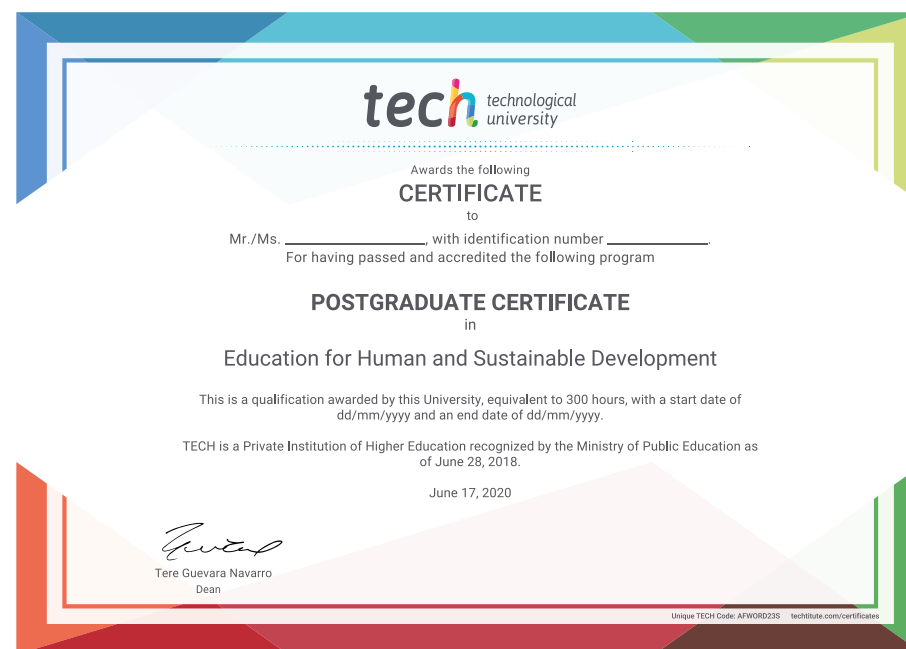 tech technological
university
Awards the following
CERTIFICATE
to
Mr./Ms. ____________________, with identification number ______________.
For having passed and accredited the following program
POSTGRADUATE CERTIFICATE
in
Education for Human and Sustainable Development
This is a qualification awarded by this University, equivalent to 300 hours, with a start date of
dd/mm/yyyy and an end date of dd/mm/yyyy.
TECH is a Private Institution of Higher Education recognized by the Ministry of Public Education as
of June 28, 2018.
June 17, 2020
Tere Guevara Navarro
Dean
Unique TECH Code: AFWORD23S techtitute.com/certificates